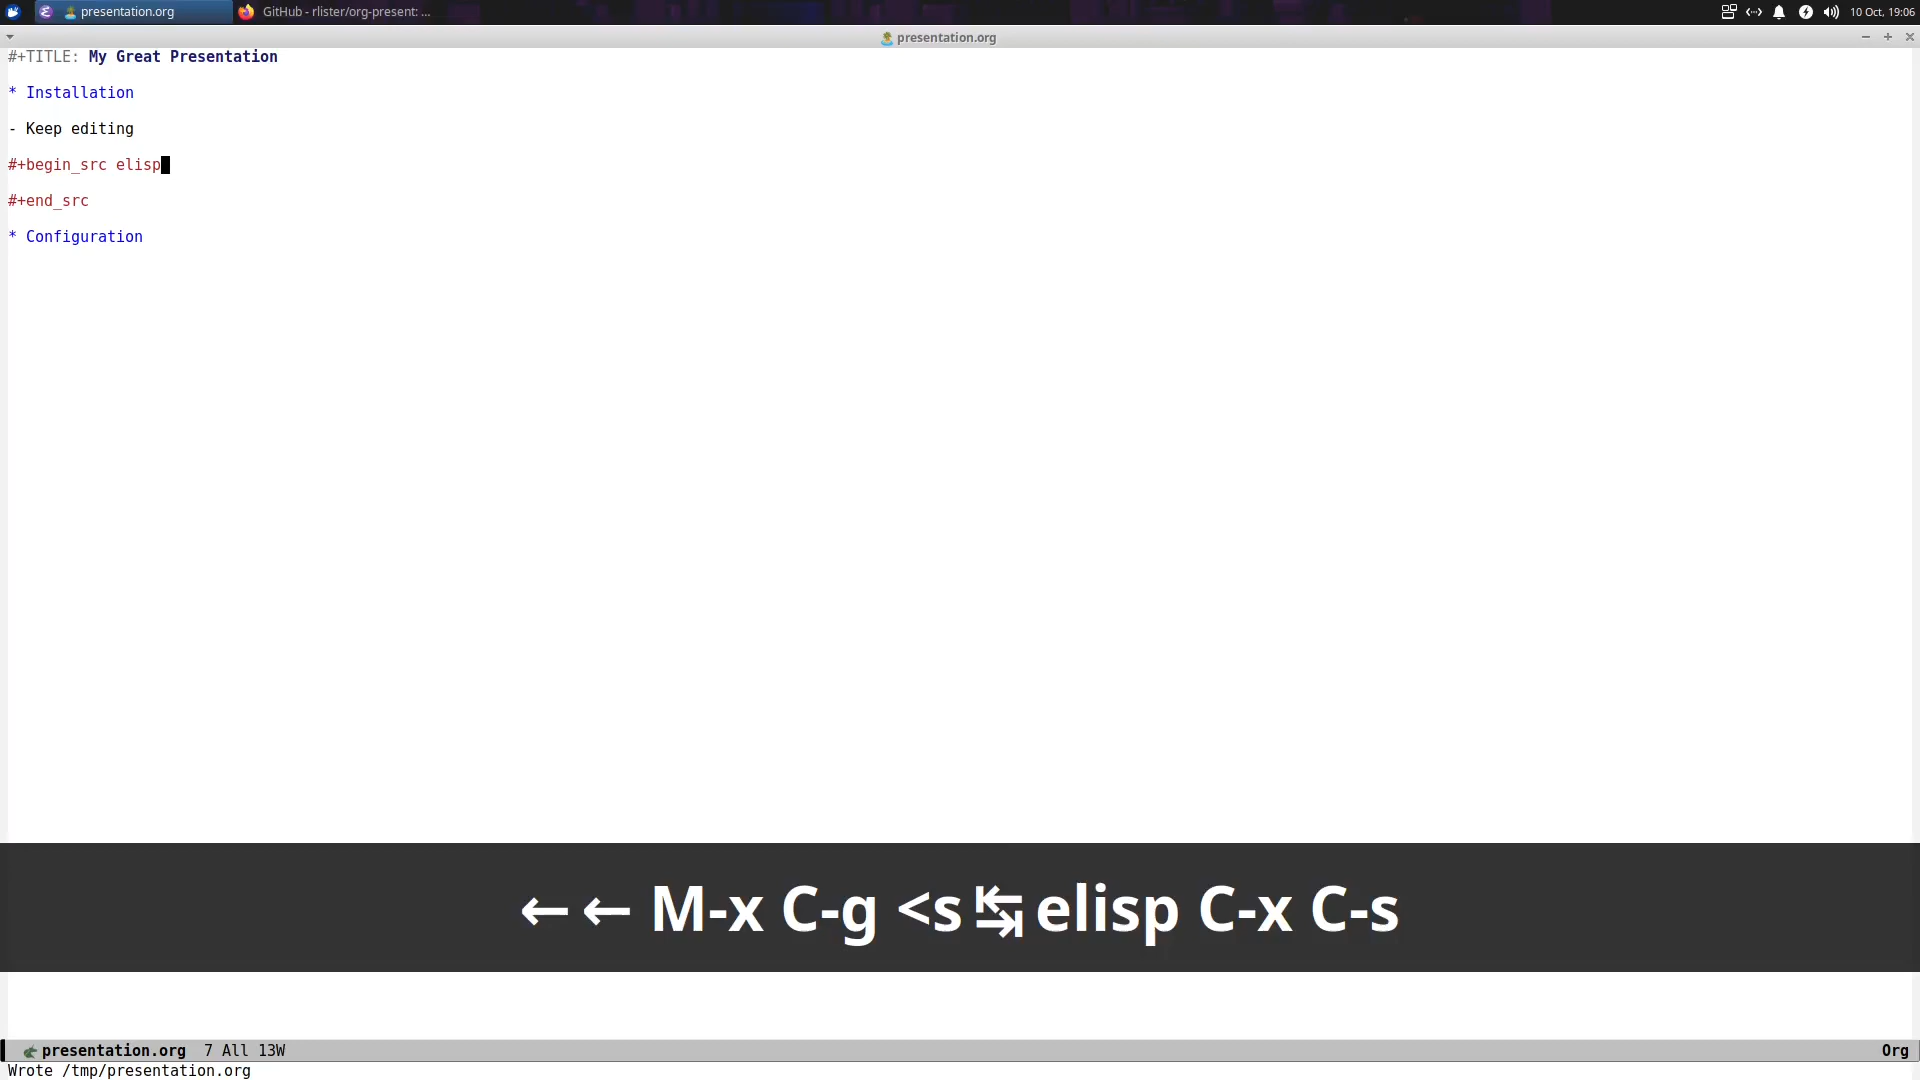 presentation.org
GitHub - rlister/org-present: ...
10 Oct, 19:06
presentation.org
#+TITLE: My Great Presentation
* Installation
- Keep editing
#+begin_src elisp
#+end_src
* Configuration
←← M-x C-g <s ↹ elisp C-x C-s
presentation.org 7 All 13W
Org
Wrote /tmp/presentation.org